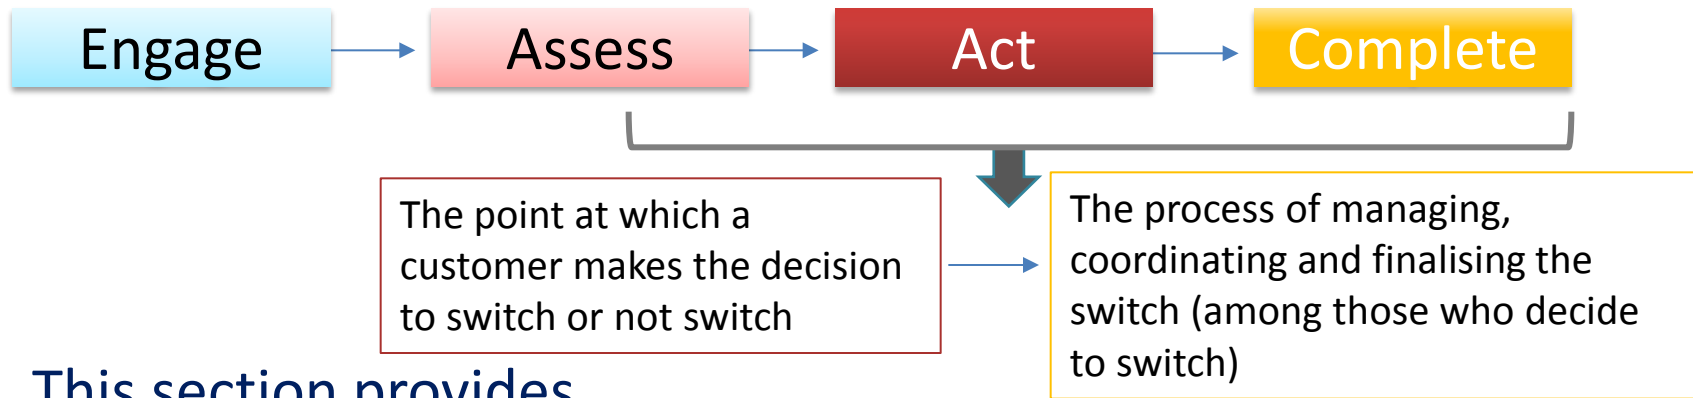 Engage
Assess
Act
Complete
The point at which a
customer makes the decision
to switch or not switch
The process of managing,
coordinating and finalising the
switch (among those who decide
to switch)
This section provides